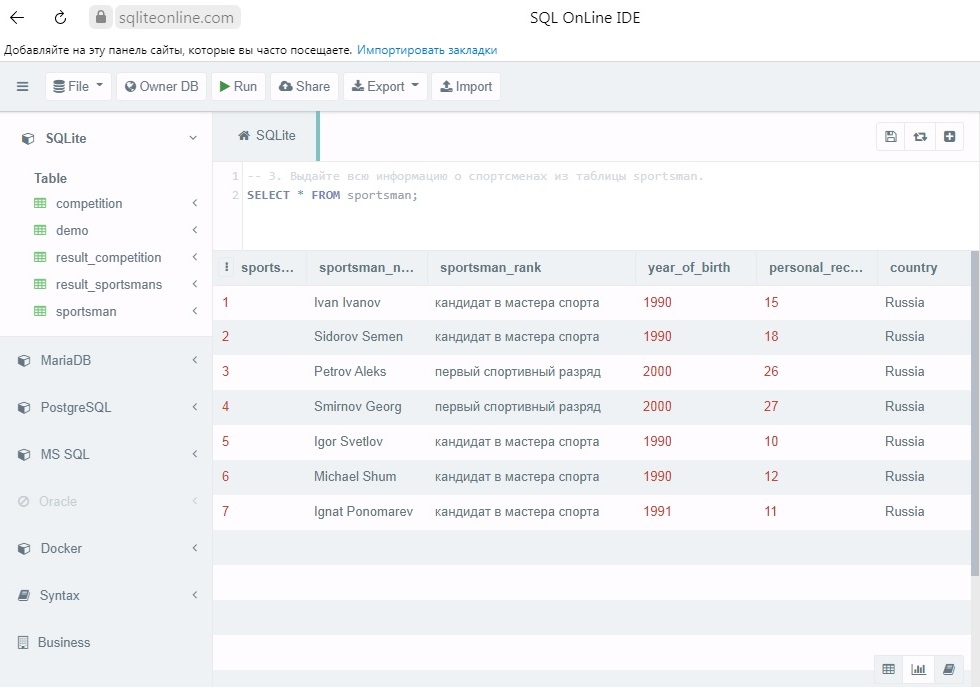 sqliteonline.com SQL OnLine IDE
Добавляйте на эту панель сайты, которые вы часто посещаете. Импортировать закладки
File Owner DB Run Share Export Import
SQLite
Table
competition
demo
result_competition
result_sportsmans
sportsman
MariaDB
PostgreSQL
MS SQL
Oracle
Docker
Syntax
Business
SQLite
1 -- 3. Выдайте всю информацию о спортсменах из таблицы sportsman.
2 SELECT * FROM sportsman;
sports... sportsman_n... sportsman_rank year_of_birth personal_rec... country
1 Ivan Ivanov кандидат в мастера спорта 1990 15 Russia
2 Sidorov Semen кандидат в мастера спорта 1990 18 Russia
3 Petrov Aleks первый спортивный разряд 2000 26 Russia
4 Smirnov Georg первый спортивный разряд 2000 27 Russia
5 Igor Svetlov кандидат в мастера спорта 1990 10 Russia
6 Michael Shum кандидат в мастера спорта 1990 12 Russia
7 Ignat Ponomarev кандидат в мастера спорта 1991 11 Russia